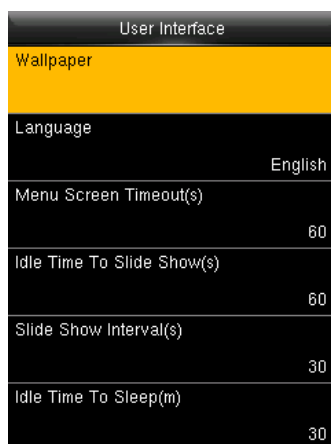 User Interface
Wallpaper
Language
English
Menu Screen Timeout(s)
60
Idle Time To Slide Show(s)
60
Slide Show Interval(s)
30
Idle Time To Sleep(m)
30